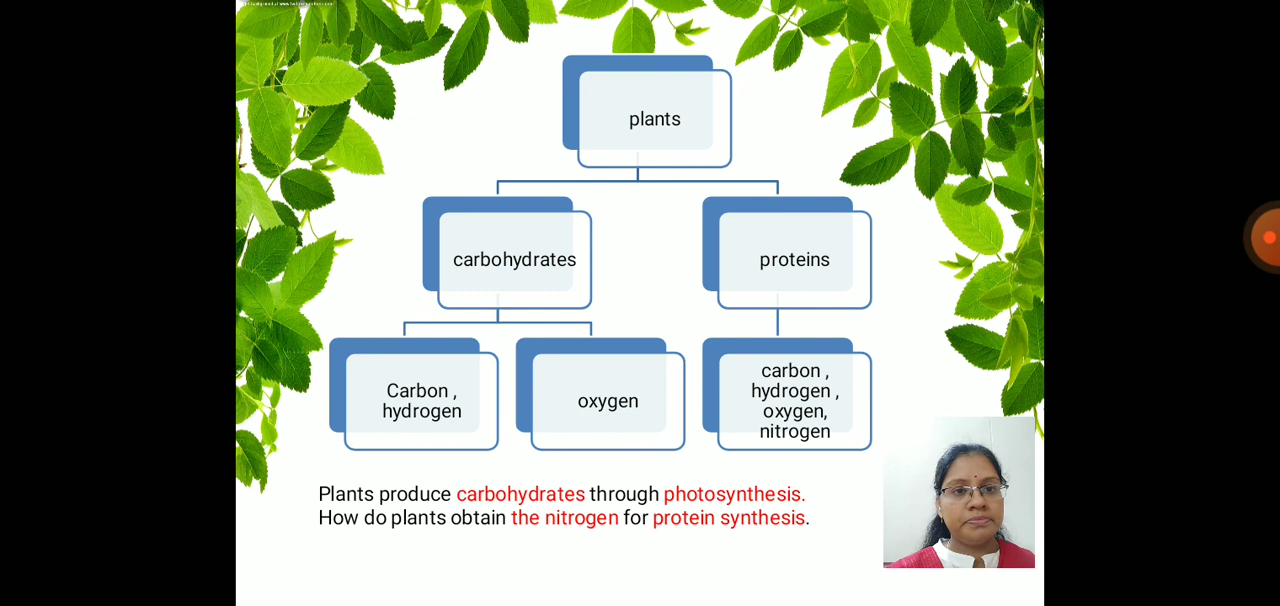 plants
carbohydrates
proteins
Carbon ,
hydrogen
oxygen
carbon ,
hydrogen ,
oxygen,
nitrogen
Plants produce carbohydrates through photosynthesis.
How do plants obtain the nitrogen for protein synthesis.